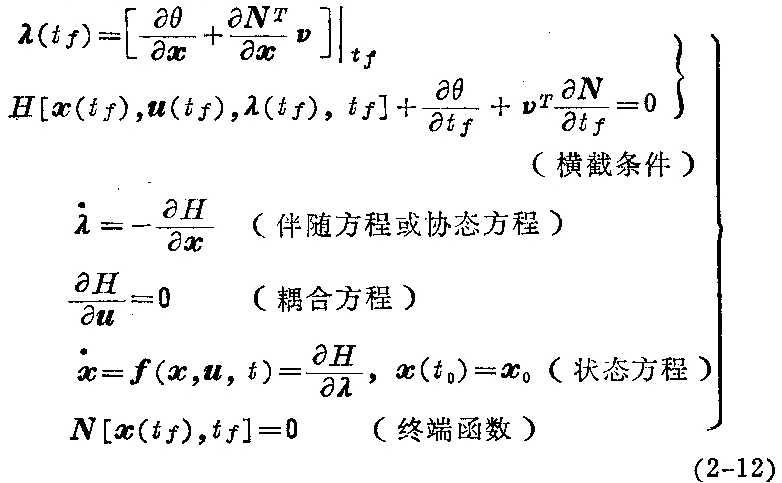 λ(t_f)=[∂θ/∂x+∂N^T/∂x ν]|_{t_f}
H[x(t_f),u(t_f),λ(t_f), t_f]+∂θ/∂t_f+ν^T ∂N/∂t_f=0
(横截条件)
λ̇=-∂H/∂x (伴随方程或协态方程)
∂H/∂u=0 (耦合方程)
ẋ=f(x,u,t)=∂H/∂λ, x(t_0)=x_0(状态方程)
N[x(t_f),t_f]=0 (终端函数)
(2-12)